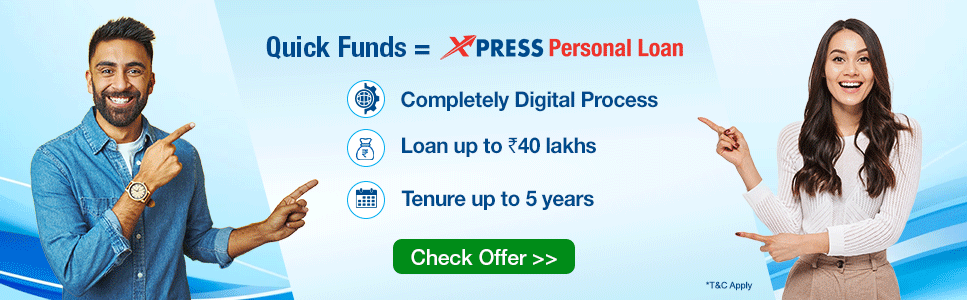 Quick Funds = XPRESS Personal Loan
Completely Digital Process
Loan up to ₹40 lakhs
Tenure up to 5 years
Check Offer >>
*T&C Apply